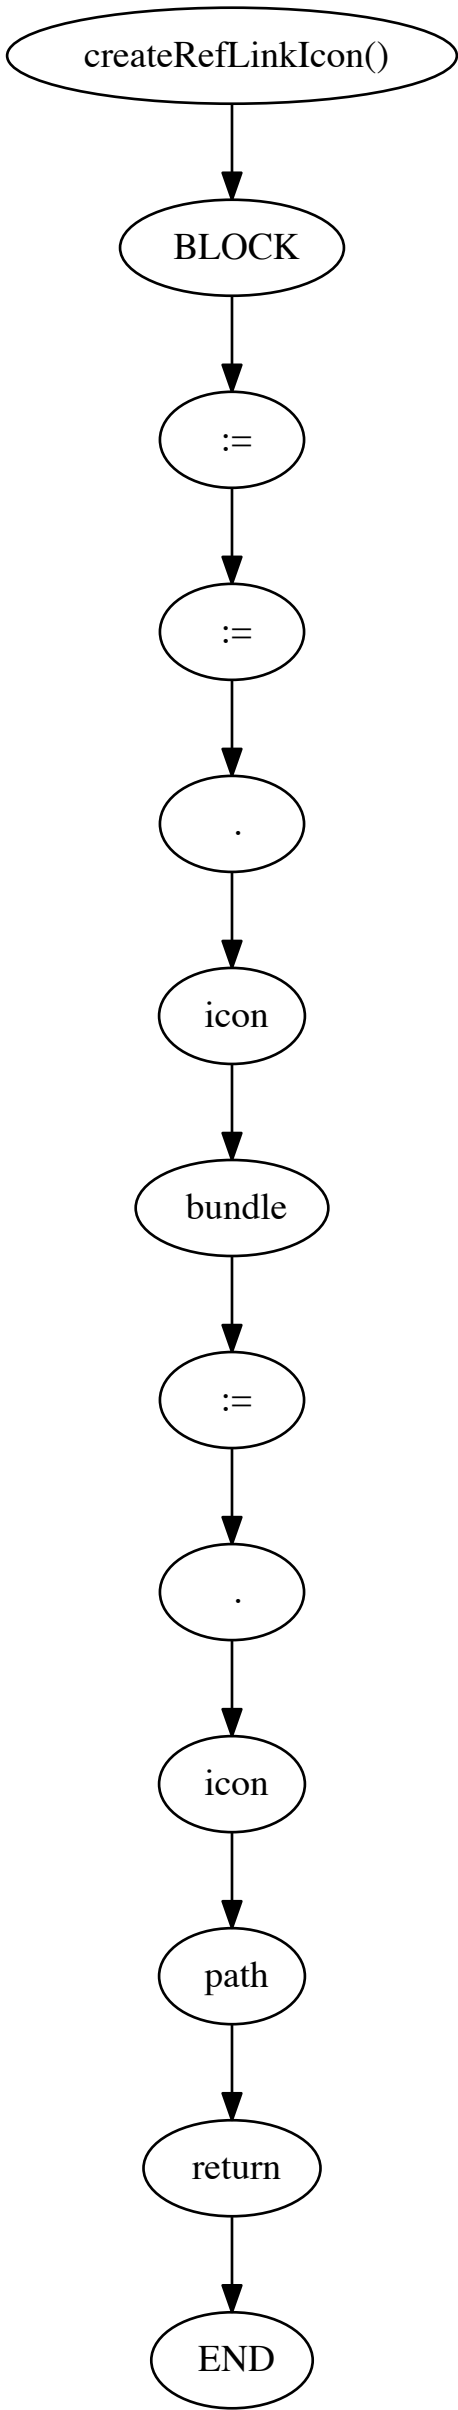 createRefLinkIcon()
BLOCK
:=
:=
.
icon
bundle
:=
.
icon
path
return
END